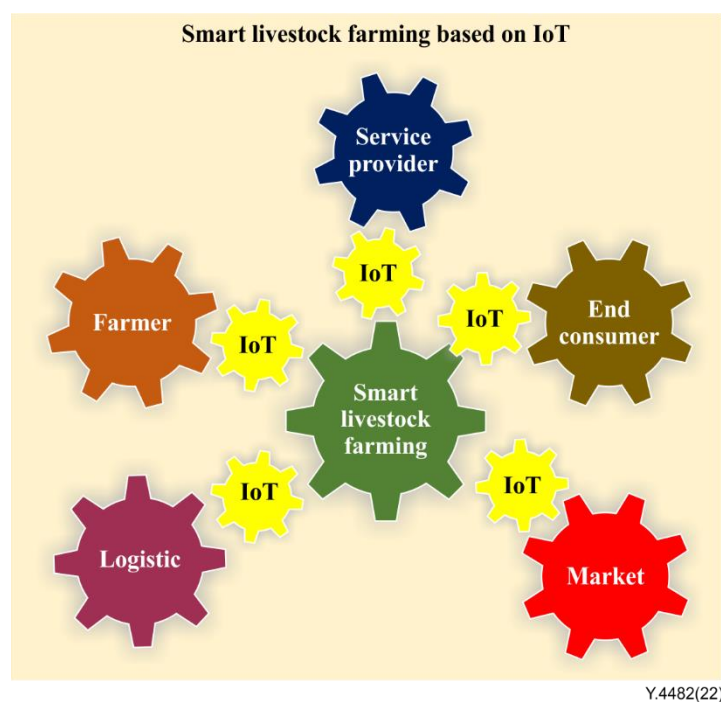 Smart livestock farming based on IoT
Service
provider
IoT
Farmer
IoT
IoT
End
consumer
Smart
livestock
farming
Logistic
IoT
IoT
Market
Y.4482(22)